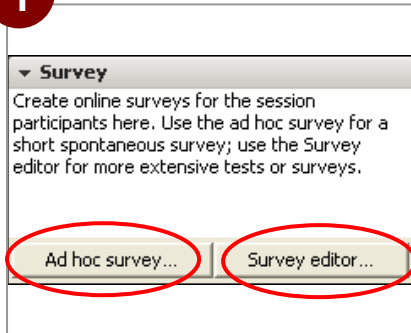 1
Survey
Create online surveys for the session
participants here. Use the ad hoc survey for a
short spontaneous survey; use the Survey
editor for more extensive tests or surveys.
Ad hoc survey...
Survey editor...